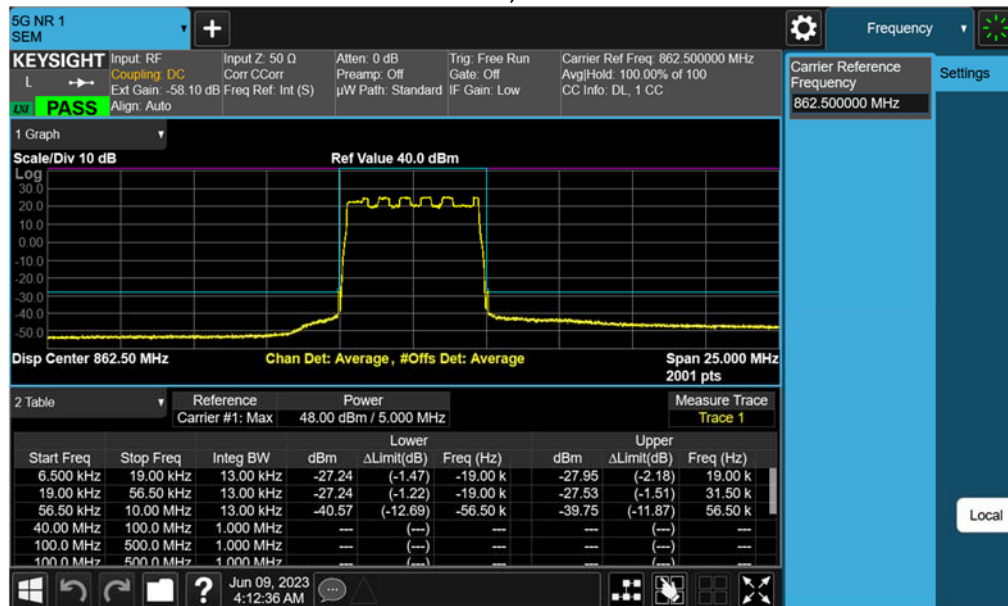 5G NR 1
SEM
Frequency
KEYSIGHT Input: RF Input Z: 50 Ω Atten: 0 dB Trig: Free Run Carrier Ref Freq: 862.500000 MHz
L Coupling: DC Corr CCorr Preamp: Off Gate: Off Avg|Hold: 100.00% of 100
Ext Gain: -58.10 dB Freq Ref: Int (S) µW Path: Standard IF Gain: Low CC Info: DL, 1 CC
LXI PASS Align: Auto
Carrier Reference Frequency
862.500000 MHz
Settings
1 Graph
Scale/Div 10 dB Ref Value 40.0 dBm
Log
30.0
20.0
10.0
0.00
-10.0
-20.0
-30.0
-40.0
-50.0
Disp Center 862.50 MHz Chan Det: Average , #Offs Det: Average Span 25.000 MHz
2001 pts
2 Table Reference Power Measure Trace
Carrier #1: Max 48.00 dBm / 5.000 MHz Trace 1
Lower Upper
Start Freq Stop Freq Integ BW dBm ΔLimit(dB) Freq (Hz) dBm ΔLimit(dB) Freq (Hz)
6.500 kHz 19.00 kHz 13.00 kHz -27.24 (-1.47) -19.00 k -27.95 (-2.18) 19.00 k
19.00 kHz 56.50 kHz 13.00 kHz -27.24 (-1.22) -19.00 k -27.53 (-1.51) 31.50 k
56.50 kHz 10.00 MHz 13.00 kHz -40.57 (-12.69) -56.50 k -39.75 (-11.87) 56.50 k
40.00 MHz 100.0 MHz 1.000 MHz --- (---) --- --- (---) ---
100.0 MHz 500.0 MHz 1.000 MHz --- (---) --- --- (---) ---
100.0 MHz 500.0 MHz 1.000 MHz --- (---) --- --- (---) ---
Local
? Jun 09, 2023
4:12:36 AM